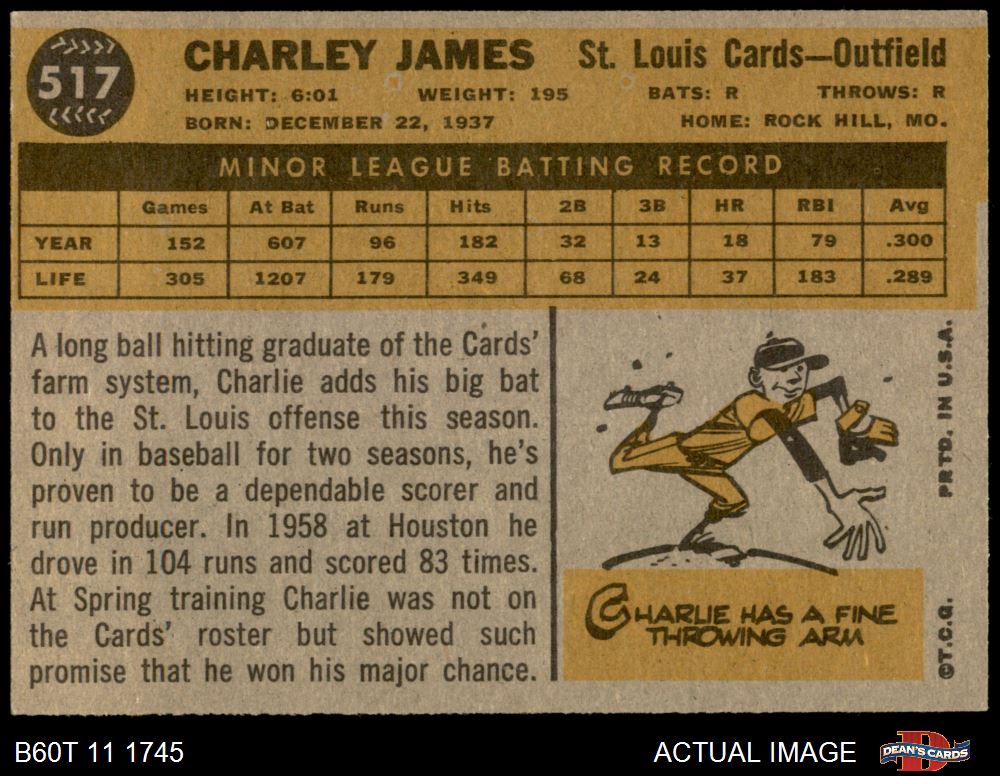 517
CHARLEY JAMES St. Louis Cards—Outfield
HEIGHT: 6:01 WEIGHT: 195 BATS: R THROWS: R
BORN: DECEMBER 22, 1937 HOME: ROCK HILL, MO.
MINOR LEAGUE BATTING RECORD
Games At Bat Runs Hits 2B 3B HR RBI Avg
YEAR 152 607 96 182 32 13 18 79 .300
LIFE 305 1207 179 349 68 24 37 183 .289
A long ball hitting graduate of the Cards'
farm system, Charlie adds his big bat
to the St. Louis offense this season.
Only in baseball for two seasons, he's
proven to be a dependable scorer and
run producer. In 1958 at Houston he
drove in 104 runs and scored 83 times.
At Spring training Charlie was not on
the Cards' roster but showed such
promise that he won his major chance.
CHARLIE HAS A FINE
THROWING ARM
©T.C.G. PRTD. IN U.S.A.
B60T 11 1745 ACTUAL IMAGE
D
DEAN'S CARDS